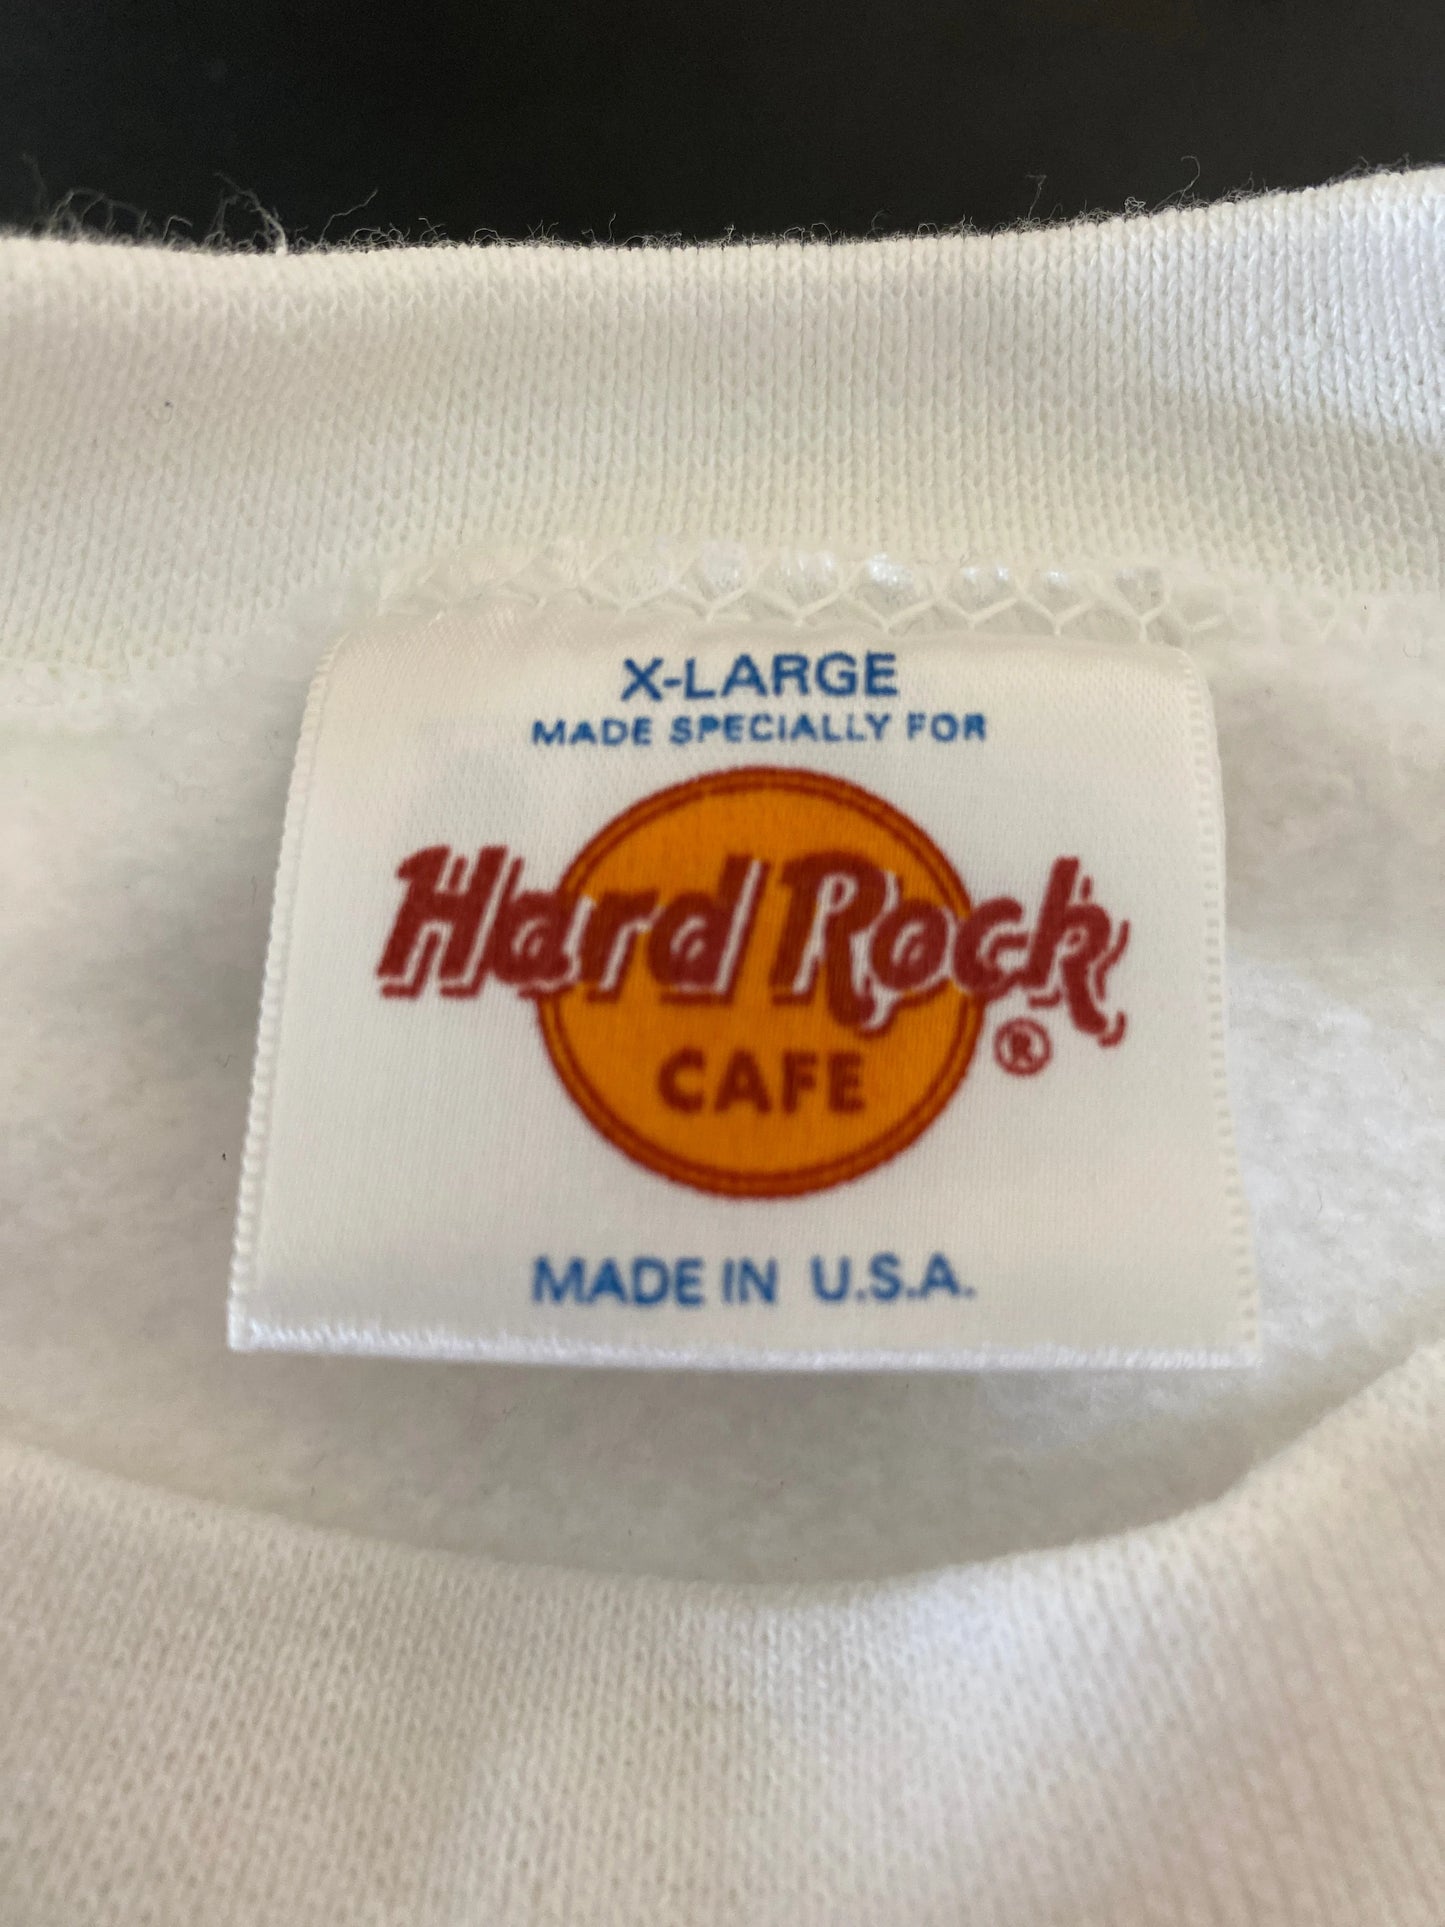 X-LARGE
MADE SPECIALLY FOR
Hard Rock ®
CAFE
MADE IN U.S.A.